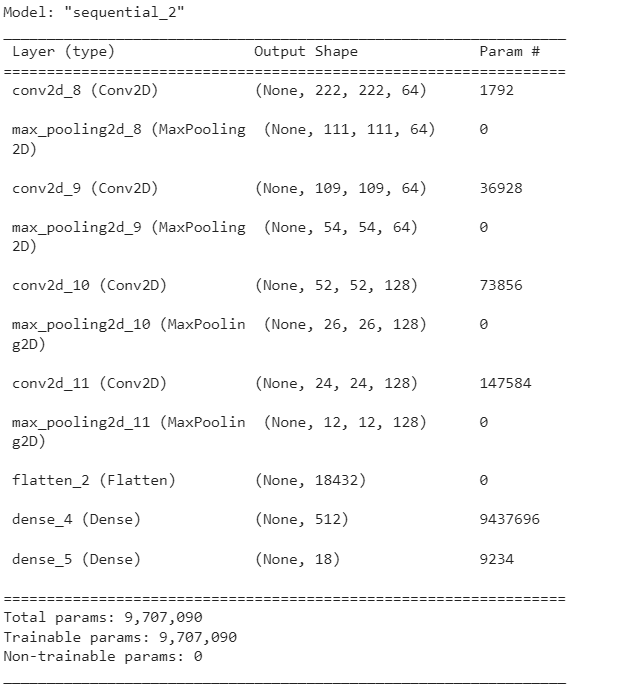 Model: "sequential_2"
_________________________________________________________________
Layer (type) Output Shape Param #
=================================================================
conv2d_8 (Conv2D) (None, 222, 222, 64) 1792
max_pooling2d_8 (MaxPooling (None, 111, 111, 64) 0
2D)
conv2d_9 (Conv2D) (None, 109, 109, 64) 36928
max_pooling2d_9 (MaxPooling (None, 54, 54, 64) 0
2D)
conv2d_10 (Conv2D) (None, 52, 52, 128) 73856
max_pooling2d_10 (MaxPoolin (None, 26, 26, 128) 0
g2D)
conv2d_11 (Conv2D) (None, 24, 24, 128) 147584
max_pooling2d_11 (MaxPoolin (None, 12, 12, 128) 0
g2D)
flatten_2 (Flatten) (None, 18432) 0
dense_4 (Dense) (None, 512) 9437696
dense_5 (Dense) (None, 18) 9234
=================================================================
Total params: 9,707,090
Trainable params: 9,707,090
Non-trainable params: 0
_________________________________________________________________